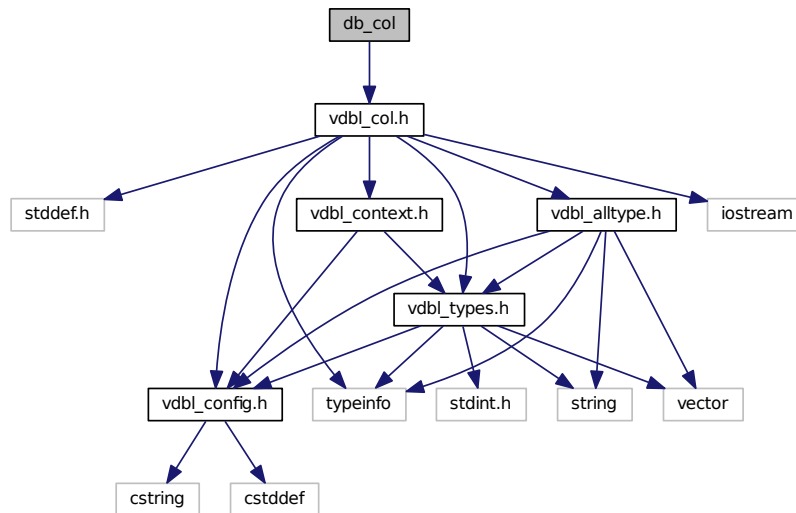 db_col
vdbl_col.h
stddef.h
vdbl_context.h
vdbl_alltype.h
iostream
vdbl_types.h
vdbl_config.h
typeinfo
stdint.h
string
vector
cstring
cstddef